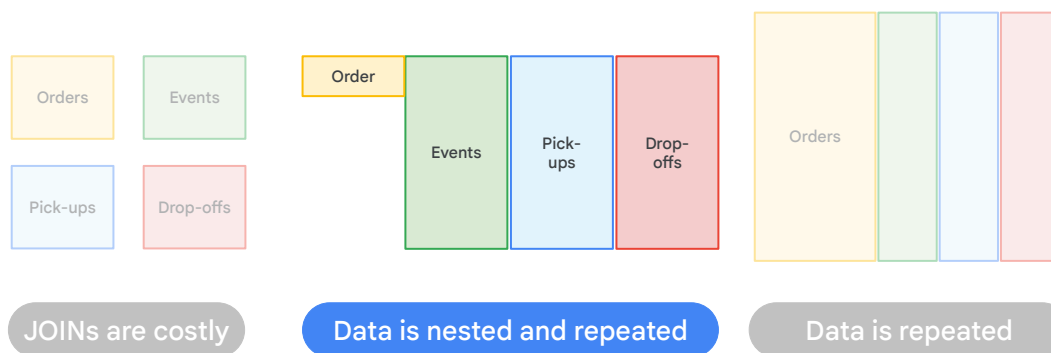 Orders
Events
Pick-ups
Drop-offs
JOINs are costly
Order
Events
Pick-
ups
Drop-
offs
Data is nested and repeated
Orders
Data is repeated